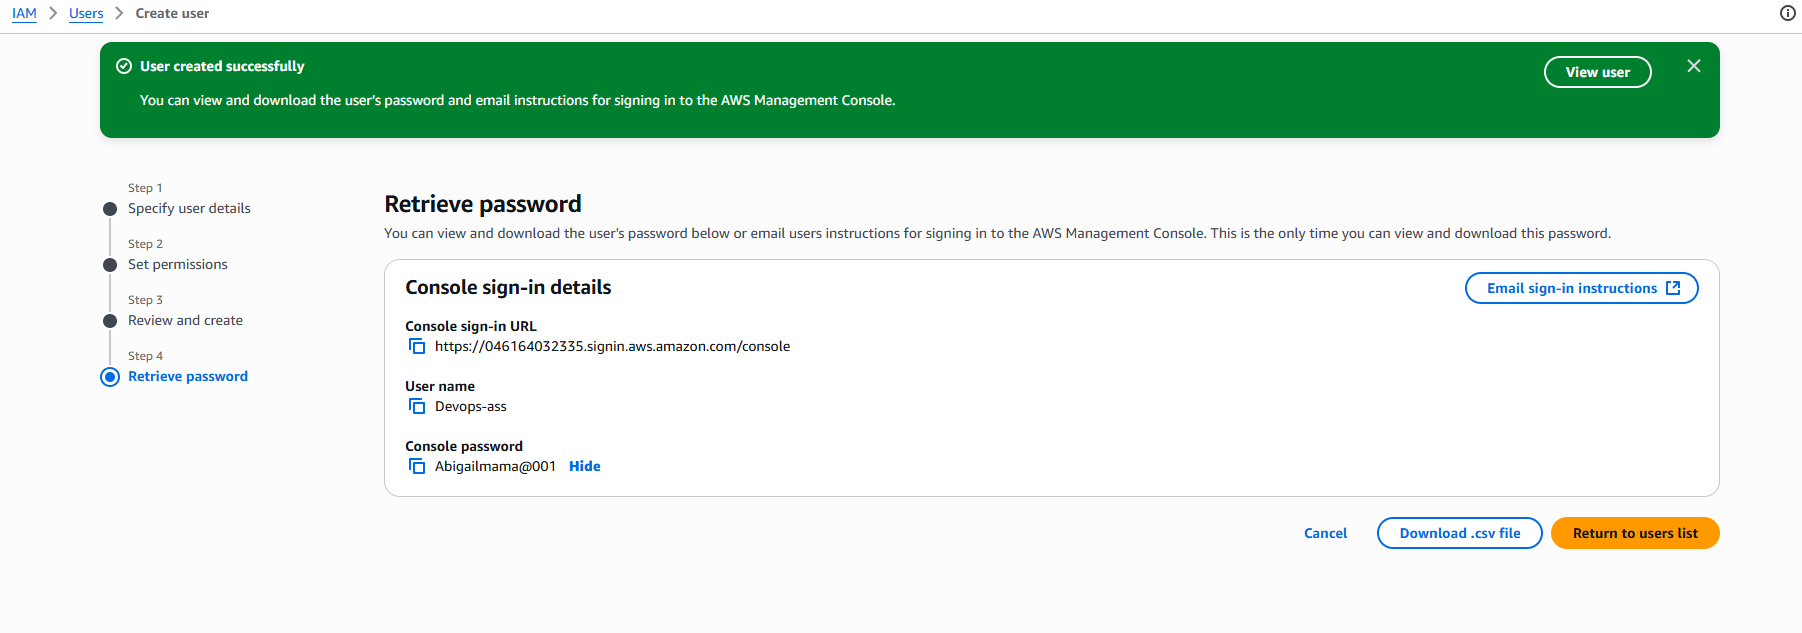 IAM > Users > Create user
User created successfully
You can view and download the user's password and email instructions for signing in to the AWS Management Console.
View user
Step 1
Specify user details
Step 2
Set permissions
Step 3
Review and create
Step 4
Retrieve password
Retrieve password
You can view and download the user's password below or email users instructions for signing in to the AWS Management Console. This is the only time you can view and download this password.
Console sign-in details
Email sign-in instructions
Console sign-in URL
https://046164032335.signin.aws.amazon.com/console
User name
Devops-ass
Console password
Abigailmama@001 Hide
Cancel
Download .csv file
Return to users list